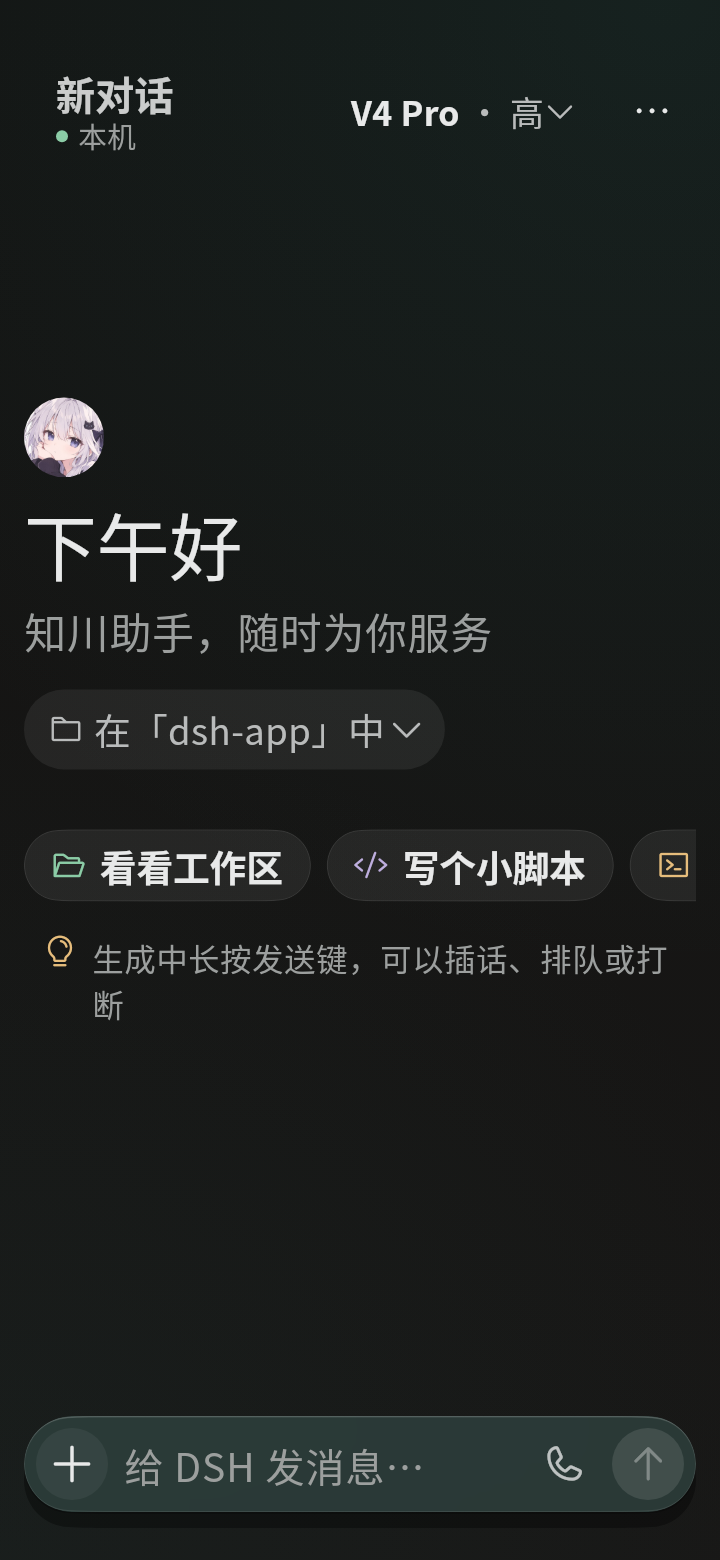 新对话
本机
V4 Pro · 高
下午好
知川助手，随时为你服务
在「dsh-app」中
看看工作区
写个小脚本
生成中长按发送键，可以插话、排队或打
断
给 DSH 发消息…